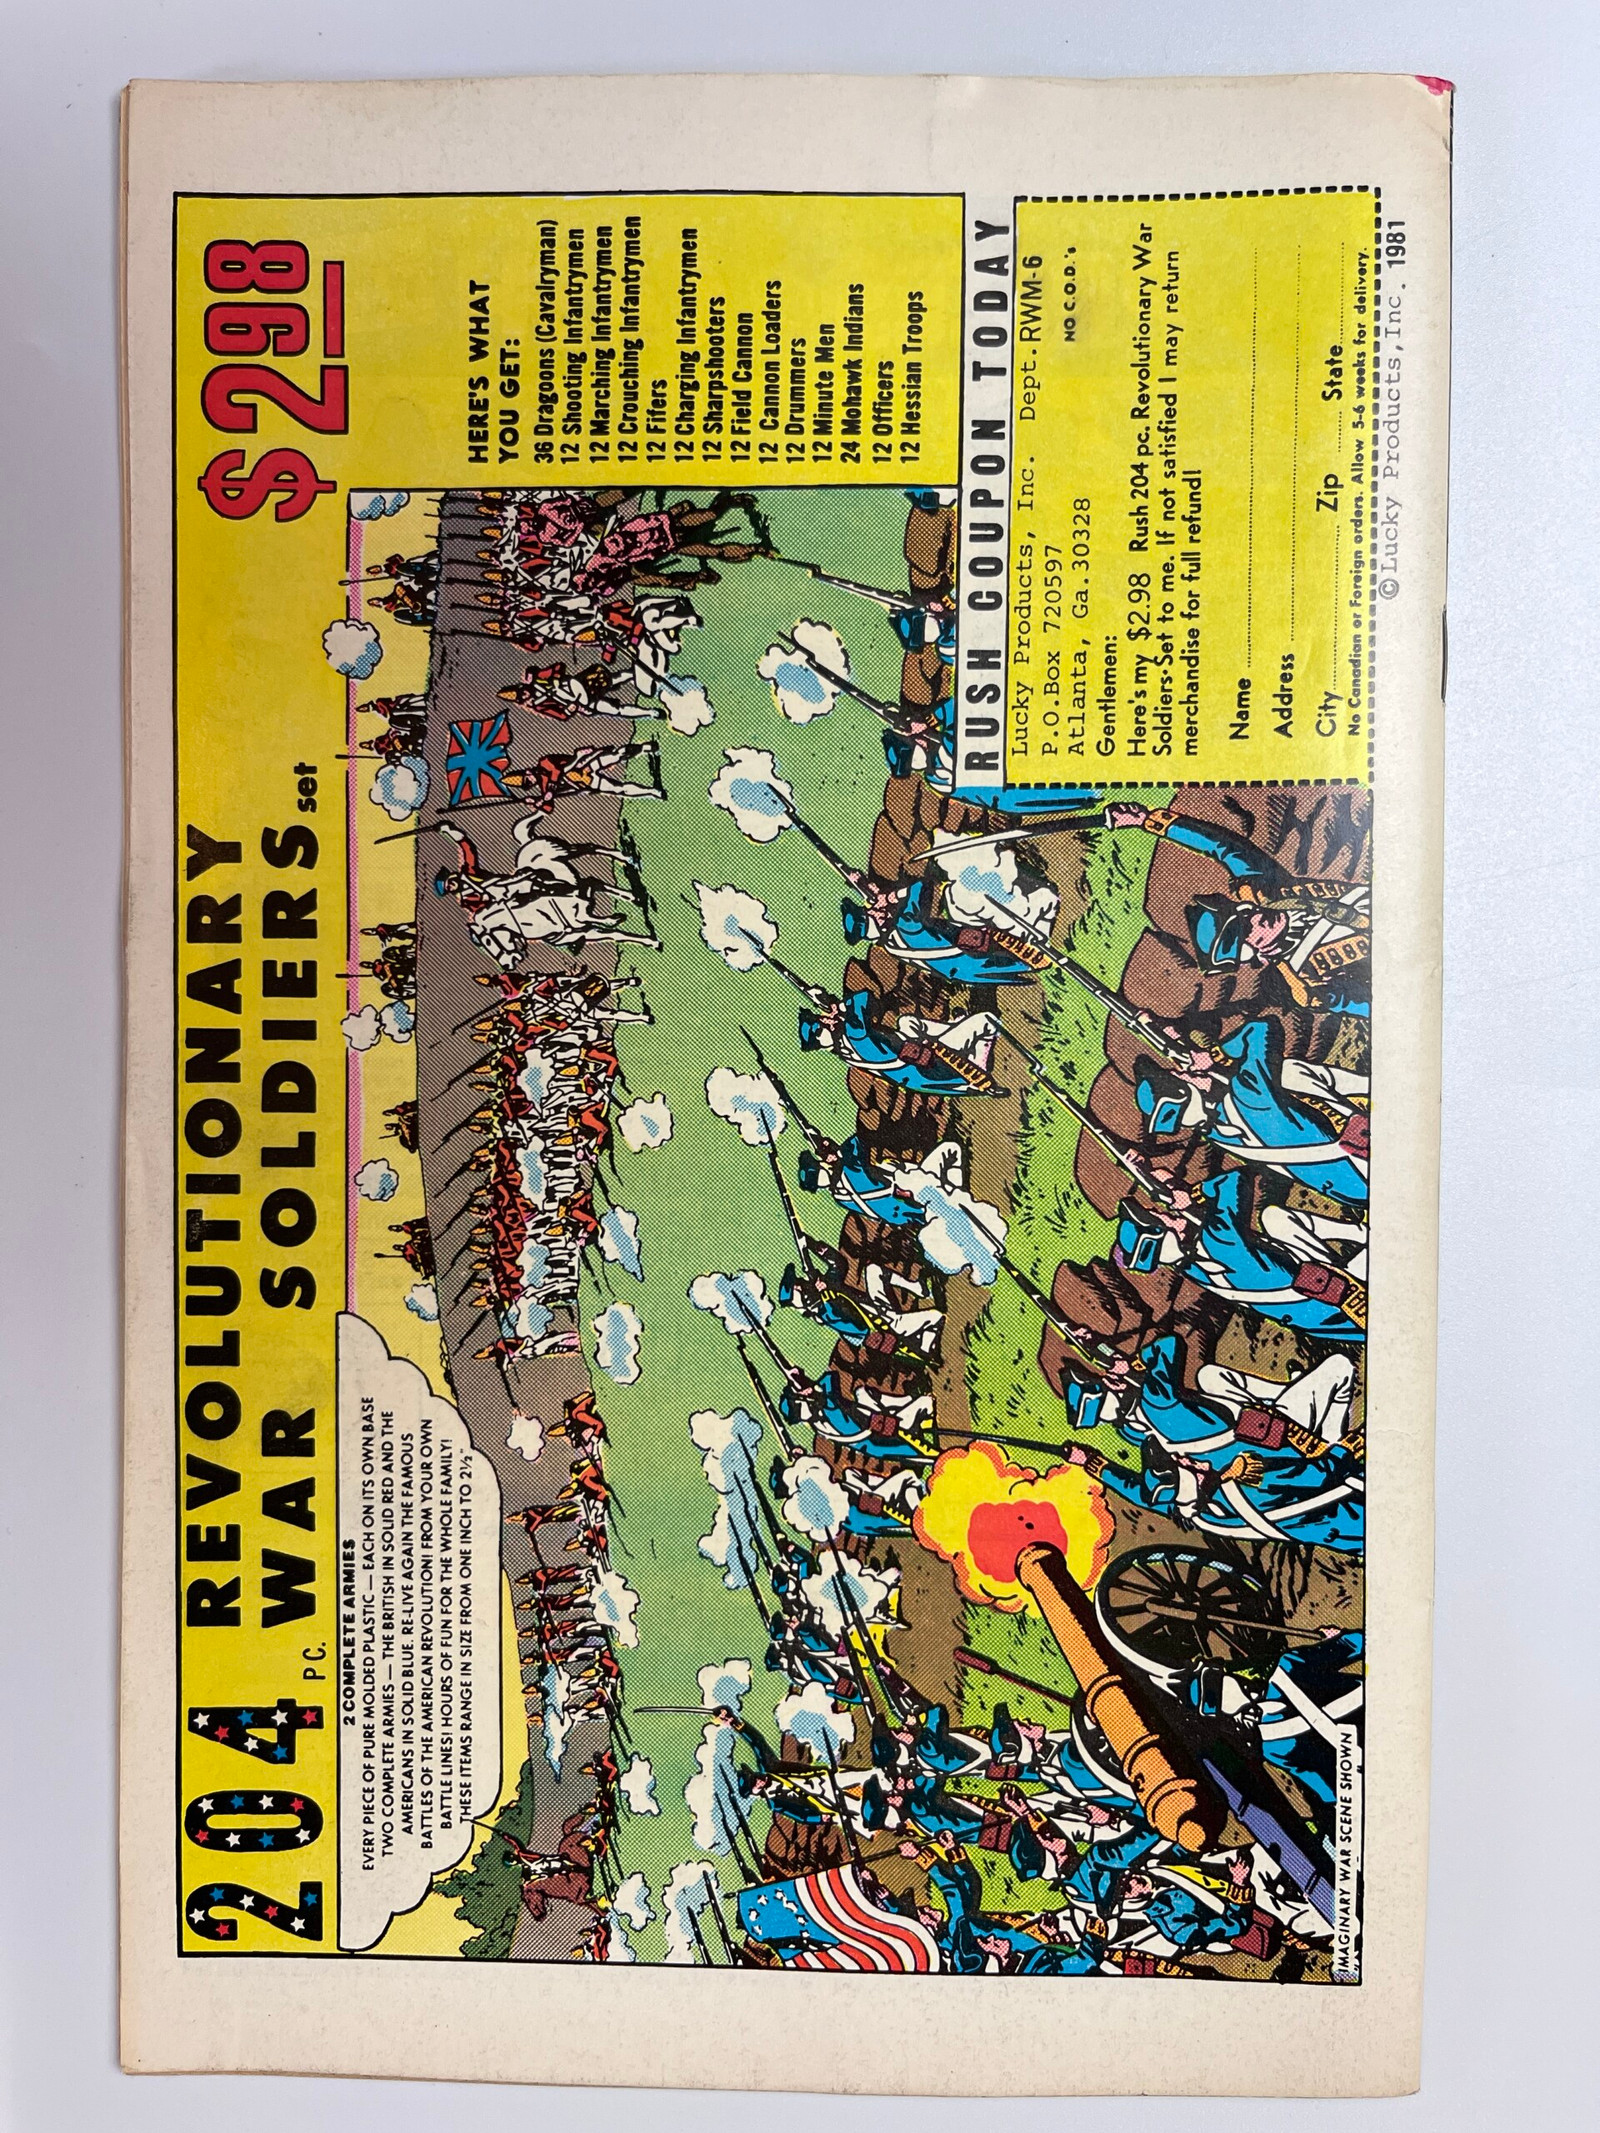 204 PC. REVOLUTIONARY
WAR SOLDIERS set
$2.98
2 COMPLETE ARMIES
EVERY PIECE OF PURE MOLDED PLASTIC — EACH ON ITS OWN BASE
TWO COMPLETE ARMIES — THE BRITISH IN SOLID RED AND THE
AMERICANS IN SOLID BLUE. RE-LIVE AGAIN THE FAMOUS
BATTLES OF THE AMERICAN REVOLUTION! FROM YOUR OWN
BATTLE LINES! HOURS OF FUN FOR THE WHOLE FAMILY!
THESE ITEMS RANGE IN SIZE FROM ONE INCH TO 2½"
HERE'S WHAT
YOU GET:
36 Dragoons (Cavalryman)
12 Shooting Infantrymen
12 Marching Infantrymen
12 Crouching Infantrymen
12 Fifers
12 Charging Infantrymen
12 Sharpshooters
12 Field Cannon
12 Cannon Loaders
12 Drummers
12 Minute Men
24 Mohawk Indians
12 Officers
12 Hessian Troops
RUSH COUPON TODAY
Lucky Products, Inc. Dept. RWM-6
P.O.Box 720597 NO C.O.D.'s
Atlanta, Ga. 30328
Gentlemen:
Here's my $2.98 Rush 204 pc. Revolutionary War
Soldiers Set to me. If not satisfied I may return
merchandise for full refund!
Name
Address
City Zip State
No Canadian or Foreign orders. Allow 5-6 weeks for delivery.
IMAGINARY WAR SCENE SHOWN
©Lucky Products,Inc. 1981